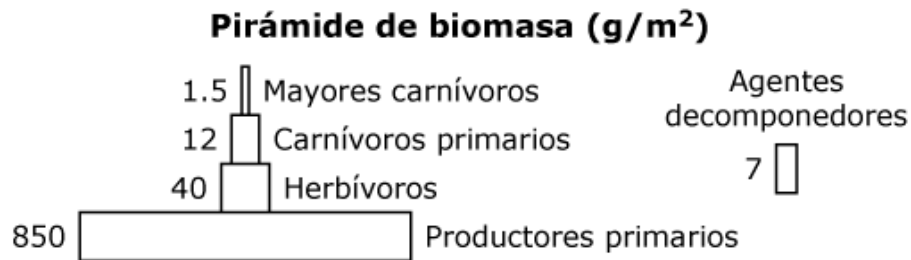 Pirámide de biomasa (g/m²)
1.5 Mayores carnívoros
12 Carnívoros primarios
40 Herbívoros
850 Productores primarios
Agentes
decomponedores
7